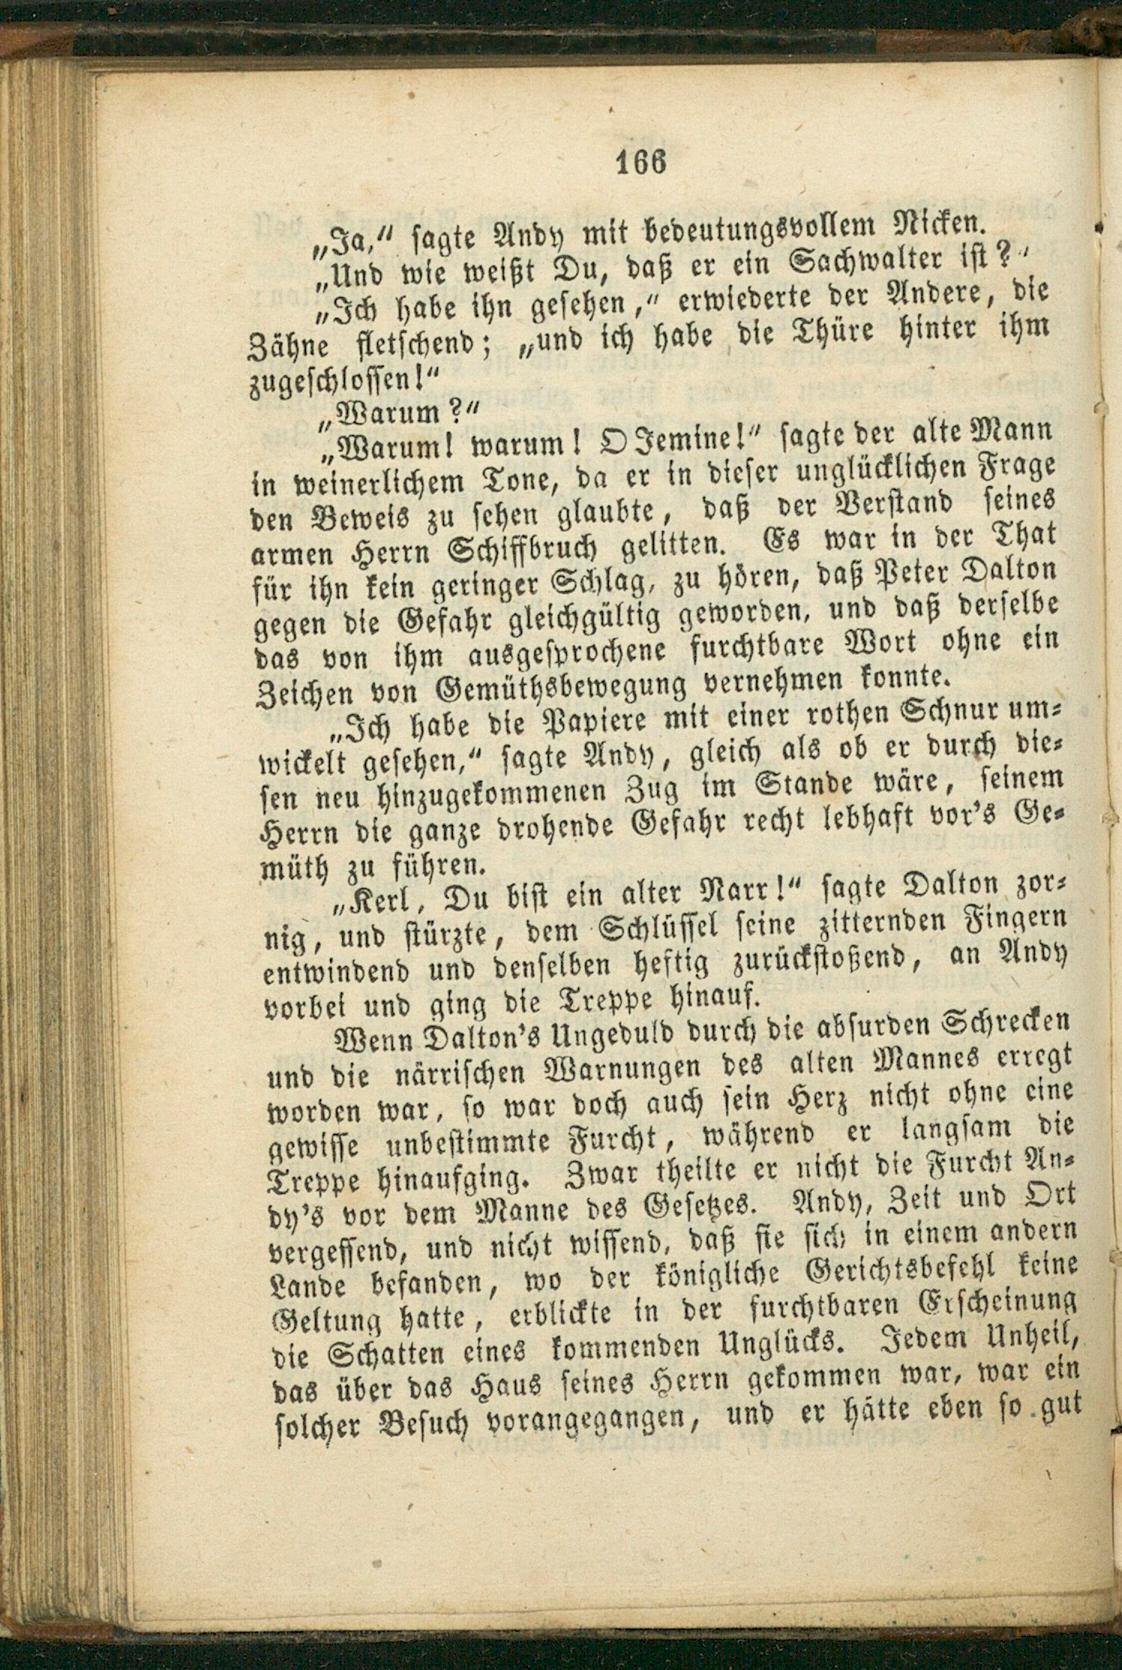 166
„Ja,“ sagte Andy mit bedeutungsvollem Nicken.
„Und wie weißt Du, daß er ein Sachwalter ist?“
„Ich habe ihn gesehen,“ erwiederte der Andere, die
Zähne fletschend; „und ich habe die Thüre hinter ihm
zugeschlossen!“
„Warum?“
„Warum! warum! O Jemine!“ sagte der alte Mann
in weinerlichem Tone, da er in dieser unglücklichen Frage
den Beweis zu sehen glaubte, daß der Verstand seines
armen Herrn Schiffbruch gelitten. Es war in der That
für ihn kein geringer Schlag, zu hören, daß Peter Dalton
gegen die Gefahr gleichgültig geworden, und daß derselbe
das von ihm ausgesprochene furchtbare Wort ohne ein
Zeichen von Gemüthsbewegung vernehmen konnte.
„Ich habe die Papiere mit einer rothen Schnur um-
wickelt gesehen,“ sagte Andy, gleich als ob er durch die-
sen neu hinzugekommenen Zug im Stande wäre, seinem
Herrn die ganze drohende Gefahr recht lebhaft vor's Ge-
müth zu führen.
„Kerl, Du bist ein alter Narr!“ sagte Dalton zor-
nig, und stürzte, dem Schlüssel seine zitternden Fingern
entwindend und denselben heftig zurückstoßend, an Andy
vorbei und ging die Treppe hinauf.
Wenn Dalton's Ungeduld durch die absurden Schrecken
und die närrischen Warnungen des alten Mannes erregt
worden war, so war doch auch sein Herz nicht ohne eine
gewisse unbestimmte Furcht, während er langsam die
Treppe hinaufging. Zwar theilte er nicht die Furcht An-
dy's vor dem Manne des Gesetzes. Andy, Zeit und Ort
vergessend, und nicht wissend, daß sie sich in einem andern
Lande befanden, wo der königliche Gerichtsbefehl keine
Geltung hatte, erblickte in der furchtbaren Erscheinung
die Schatten eines kommenden Unglücks. Jedem Unheil,
das über das Haus seines Herrn gekommen war, war ein
solcher Besuch vorangegangen, und er hätte eben so gut